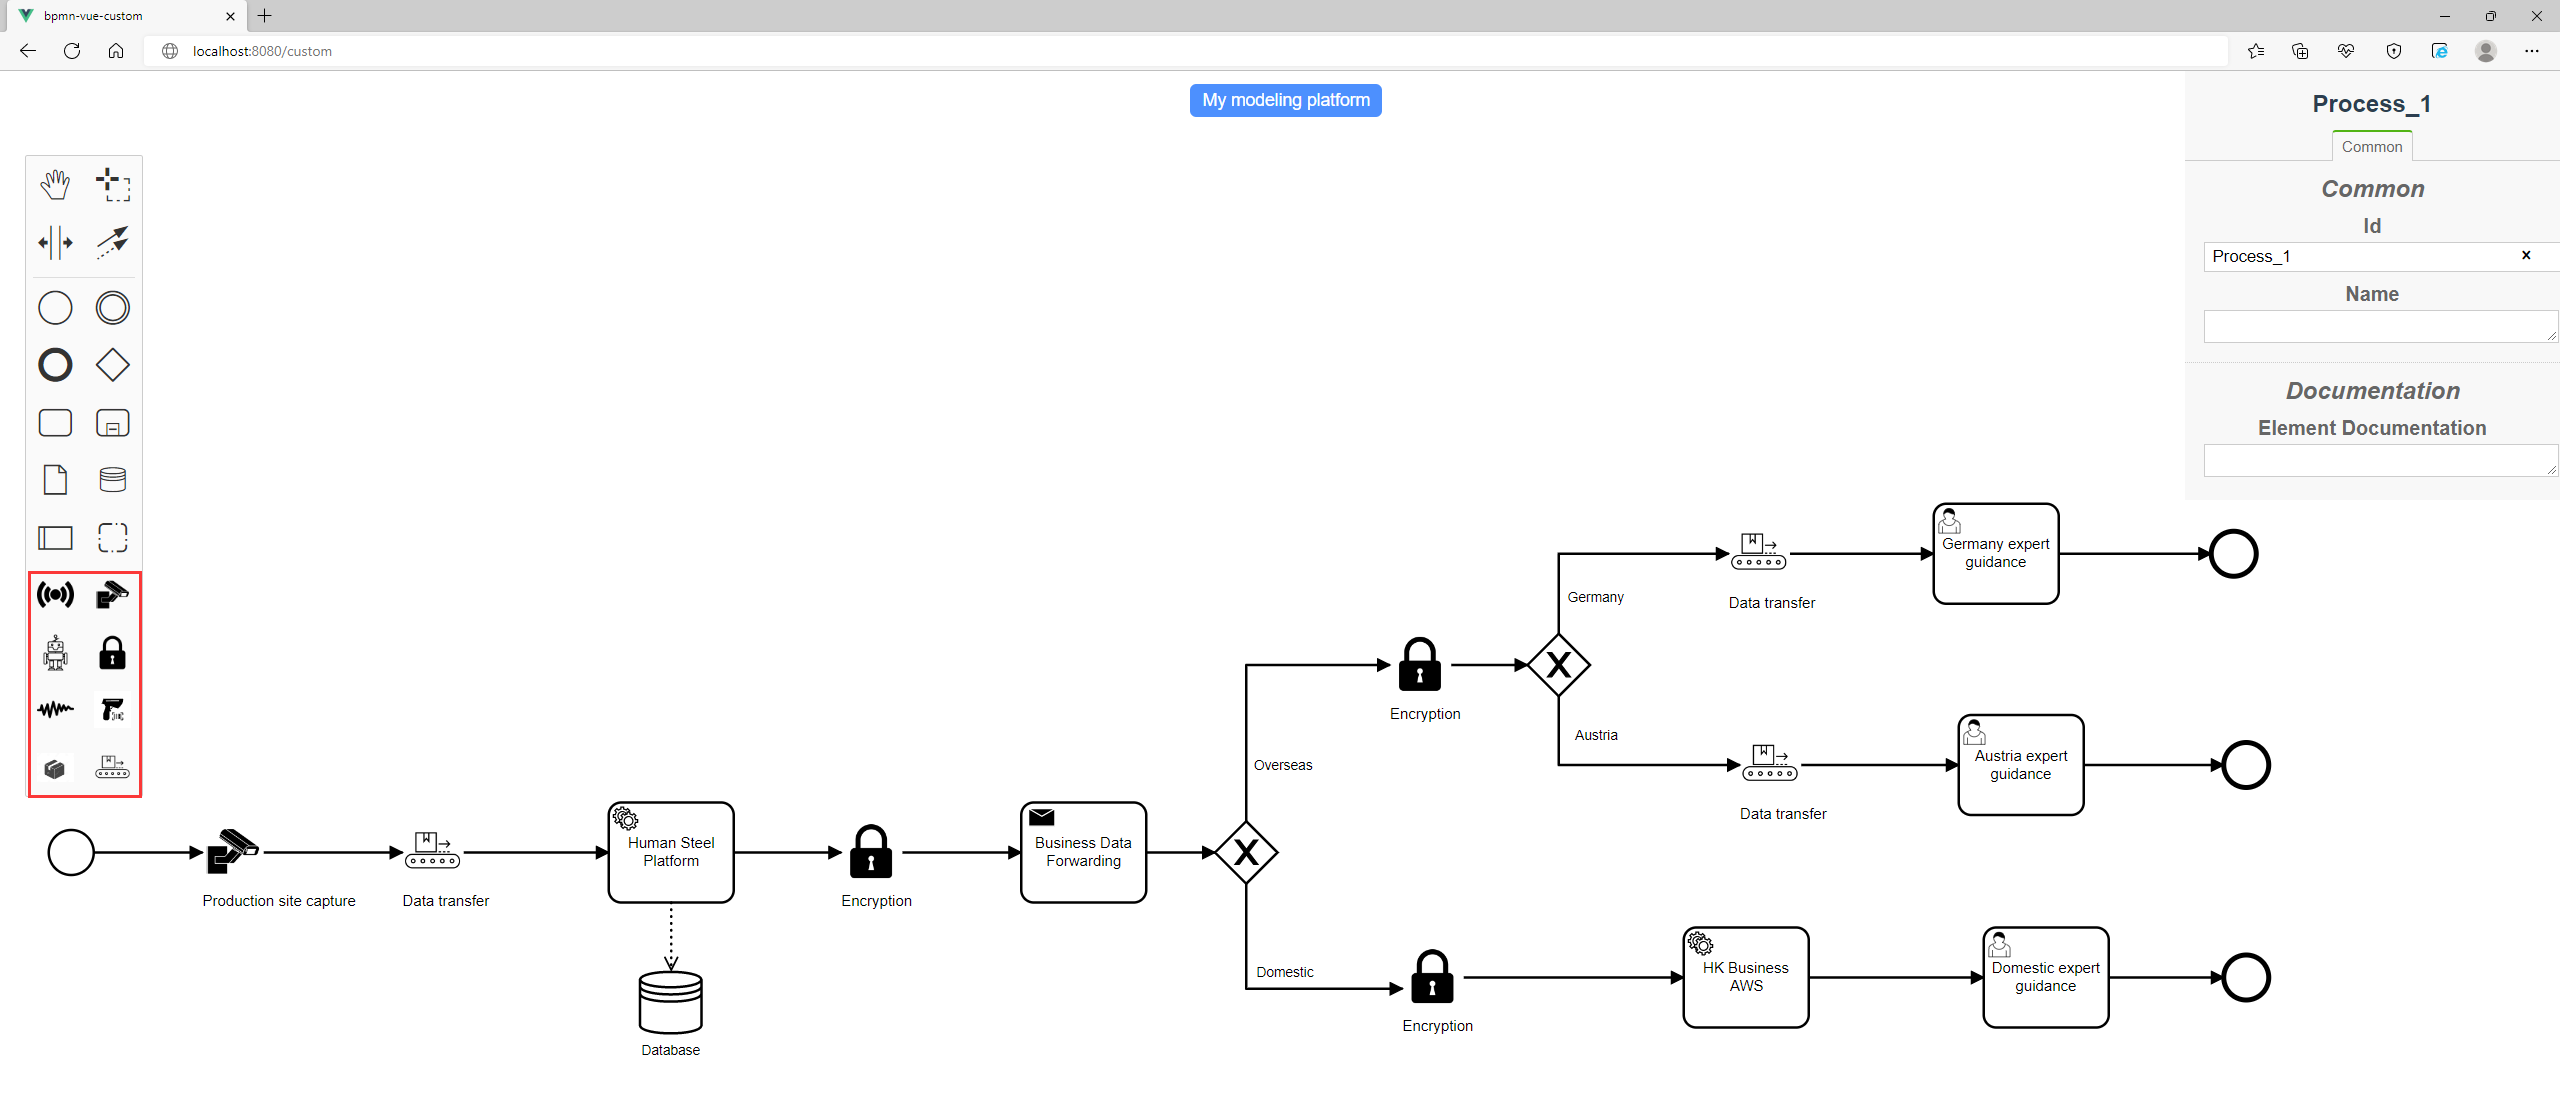 bpmn-vue-custom
localhost:8080/custom
My modeling platform
Process_1
Common
Common
Id
Process_1
Name
Documentation
Element Documentation
Germany expert
guidance
Germany
Data transfer
Encryption
Austria
Austria expert
guidance
Overseas
Data transfer
Human Steel
Platform
Business Data
Forwarding
Production site capture
Data transfer
Encryption
Domestic
HK Business
AWS
Domestic expert
guidance
Encryption
Database